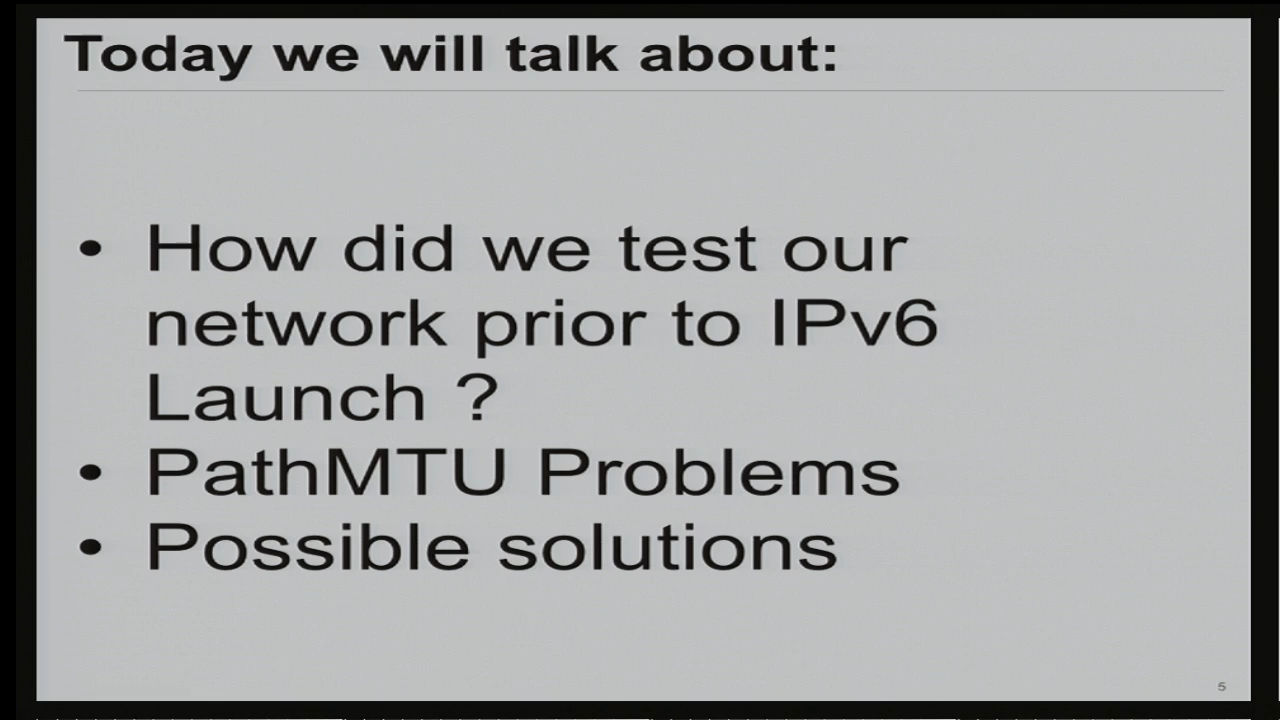 Today we will talk about:
• How did we test our
network prior to IPv6
Launch ?
• PathMTU Problems
• Possible solutions
5